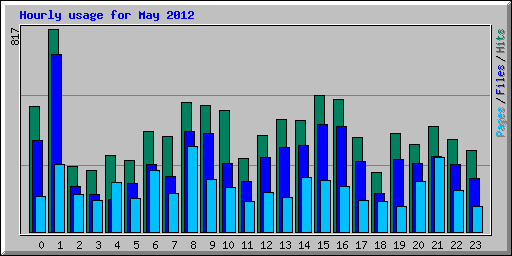 Hourly usage for May 2012
817
Pages/Files/Hits
0 1 2 3 4 5 6 7 8 9 10 11 12 13 14 15 16 17 18 19 20 21 22 23